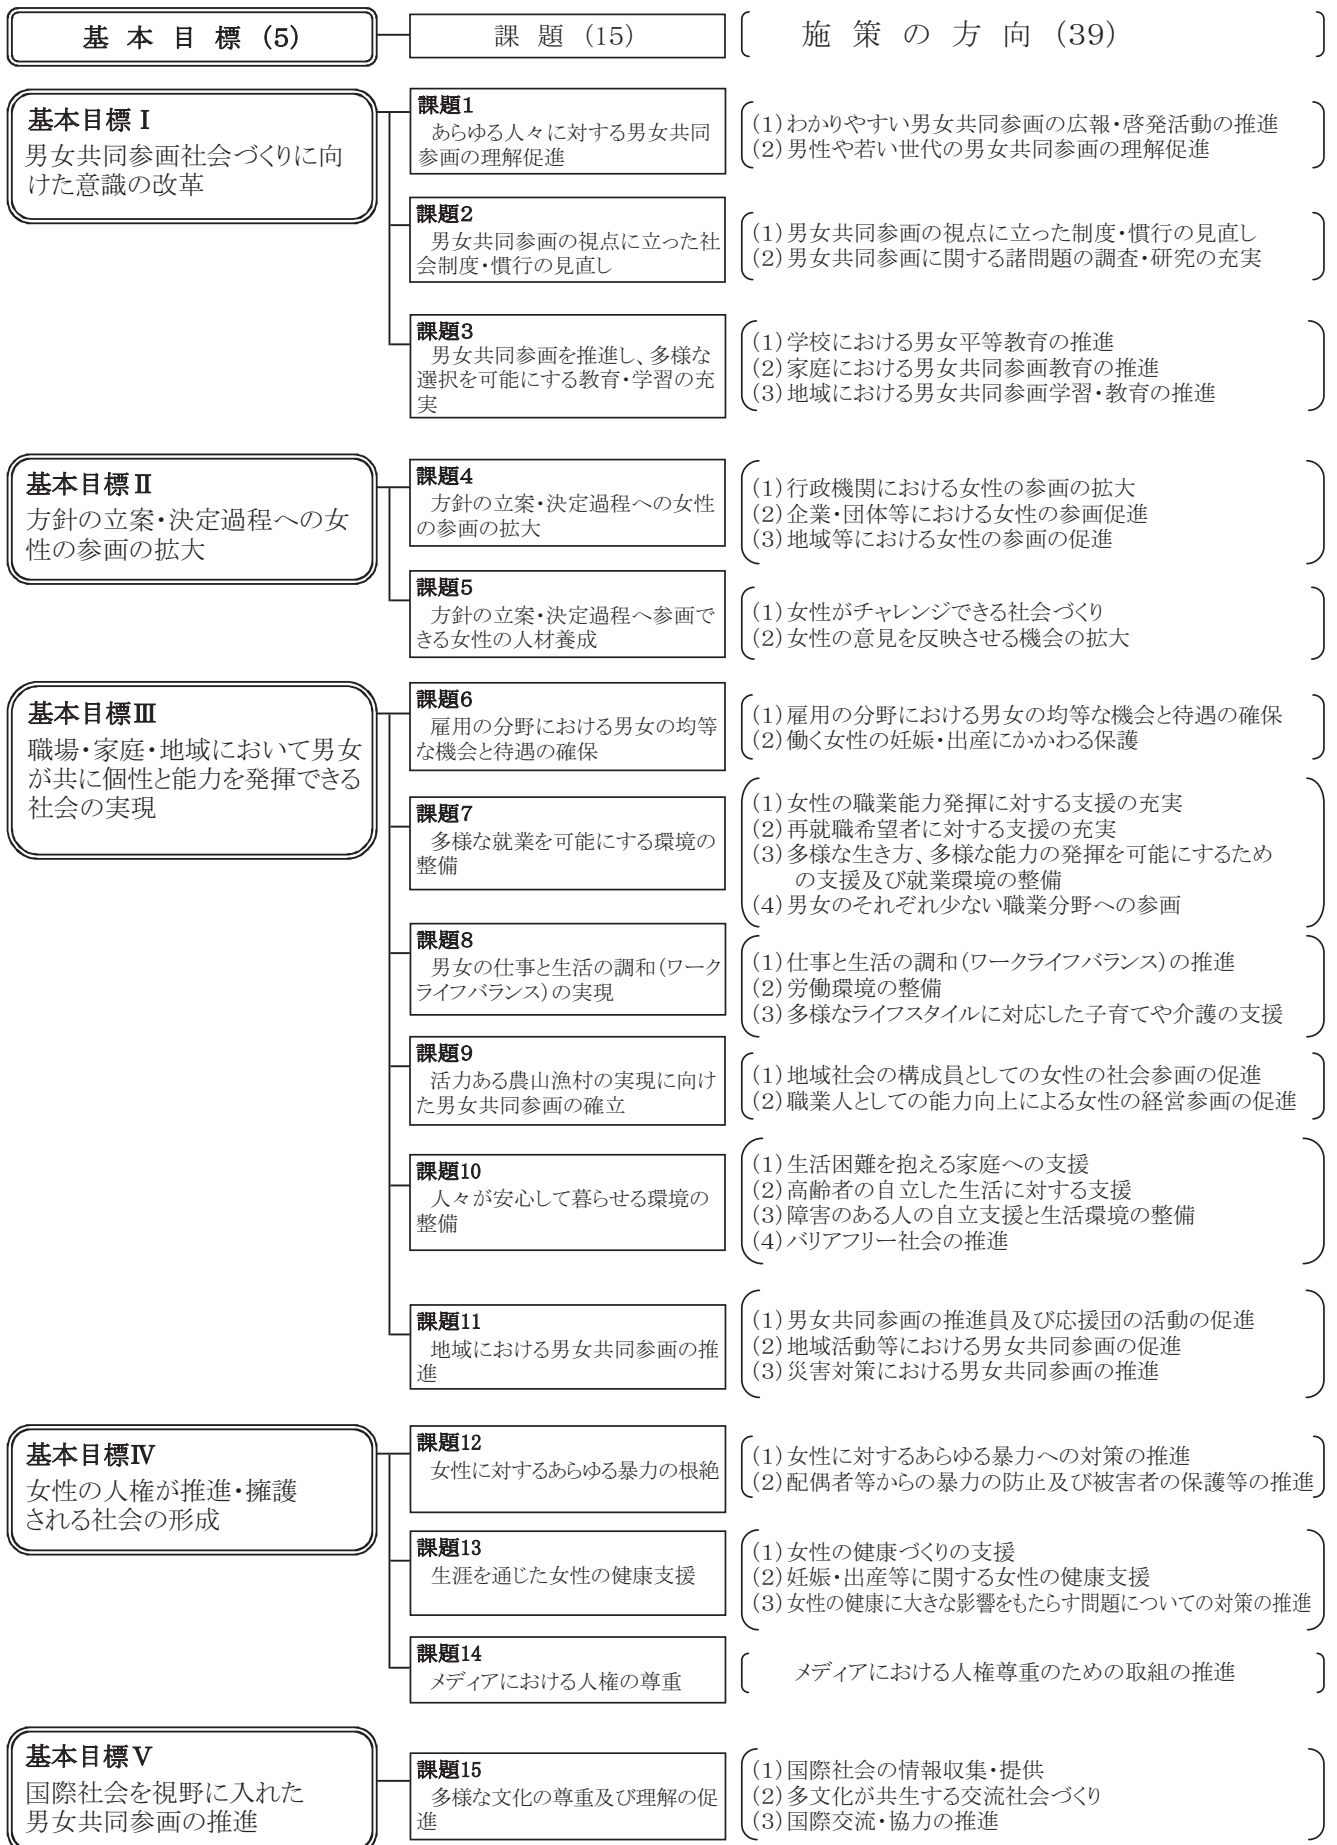 基 本 目 標 (5)
課 題 (15)
施 策 の 方 向 (39)
基本目標Ⅰ
男女共同参画社会づくりに向
けた意識の改革
課題1
あらゆる人々に対する男女共同
参画の理解促進
(1)わかりやすい男女共同参画の広報・啓発活動の推進
(2)男性や若い世代の男女共同参画の理解促進
課題2
男女共同参画の視点に立った社
会制度・慣行の見直し
(1)男女共同参画の視点に立った制度・慣行の見直し
(2)男女共同参画に関する諸問題の調査・研究の充実
課題3
男女共同参画を推進し、多様な
選択を可能にする教育・学習の充
実
(1)学校における男女平等教育の推進
(2)家庭における男女共同参画教育の推進
(3)地域における男女共同参画学習・教育の推進
基本目標Ⅱ
方針の立案・決定過程への女
性の参画の拡大
課題4
方針の立案・決定過程への女性
の参画の拡大
(1)行政機関における女性の参画の拡大
(2)企業・団体等における女性の参画促進
(3)地域等における女性の参画の促進
課題5
方針の立案・決定過程へ参画で
きる女性の人材養成
(1)女性がチャレンジできる社会づくり
(2)女性の意見を反映させる機会の拡大
基本目標Ⅲ
職場・家庭・地域において男女
が共に個性と能力を発揮できる
社会の実現
課題6
雇用の分野における男女の均等
な機会と待遇の確保
(1)雇用の分野における男女の均等な機会と待遇の確保
(2)働く女性の妊娠・出産にかかわる保護
課題7
多様な就業を可能にする環境の
整備
(1)女性の職業能力発揮に対する支援の充実
(2)再就職希望者に対する支援の充実
(3)多様な生き方、多様な能力の発揮を可能にするため
の支援及び就業環境の整備
(4)男女のそれぞれ少ない職業分野への参画
課題8
男女の仕事と生活の調和(ワーク
ライフバランス)の実現
(1)仕事と生活の調和(ワークライフバランス)の推進
(2)労働環境の整備
(3)多様なライフスタイルに対応した子育てや介護の支援
課題9
活力ある農山漁村の実現に向け
た男女共同参画の確立
(1)地域社会の構成員としての女性の社会参画の促進
(2)職業人としての能力向上による女性の経営参画の促進
課題10
人々が安心して暮らせる環境の
整備
(1)生活困難を抱える家庭への支援
(2)高齢者の自立した生活に対する支援
(3)障害のある人の自立支援と生活環境の整備
(4)バリアフリー社会の推進
課題11
地域における男女共同参画の推
進
(1)男女共同参画の推進員及び応援団の活動の促進
(2)地域活動等における男女共同参画の促進
(3)災害対策における男女共同参画の推進
基本目標Ⅳ
女性の人権が推進・擁護
される社会の形成
課題12
女性に対するあらゆる暴力の根絶
(1)女性に対するあらゆる暴力への対策の推進
(2)配偶者等からの暴力の防止及び被害者の保護等の推進
課題13
生涯を通じた女性の健康支援
(1)女性の健康づくりの支援
(2)妊娠・出産等に関する女性の健康支援
(3)女性の健康に大きな影響をもたらす問題についての対策の推進
課題14
メディアにおける人権の尊重
メディアにおける人権尊重のための取組の推進
基本目標Ⅴ
国際社会を視野に入れた
男女共同参画の推進
課題15
多様な文化の尊重及び理解の促
進
(1)国際社会の情報収集・提供
(2)多文化が共生する交流社会づくり
(3)国際交流・協力の推進